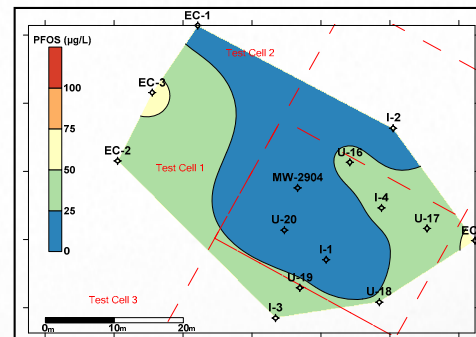 EC-1
PFOS (µg/L)
Test Cell 2
EC-3
100
75
I-2
50
EC-2
U-16
Test Cell 1
25
MW-2904
I-4
0
U-20
U-17
EC
I-1
U-19
Test Cell 3
U-18
I-3
0m 10m 20m